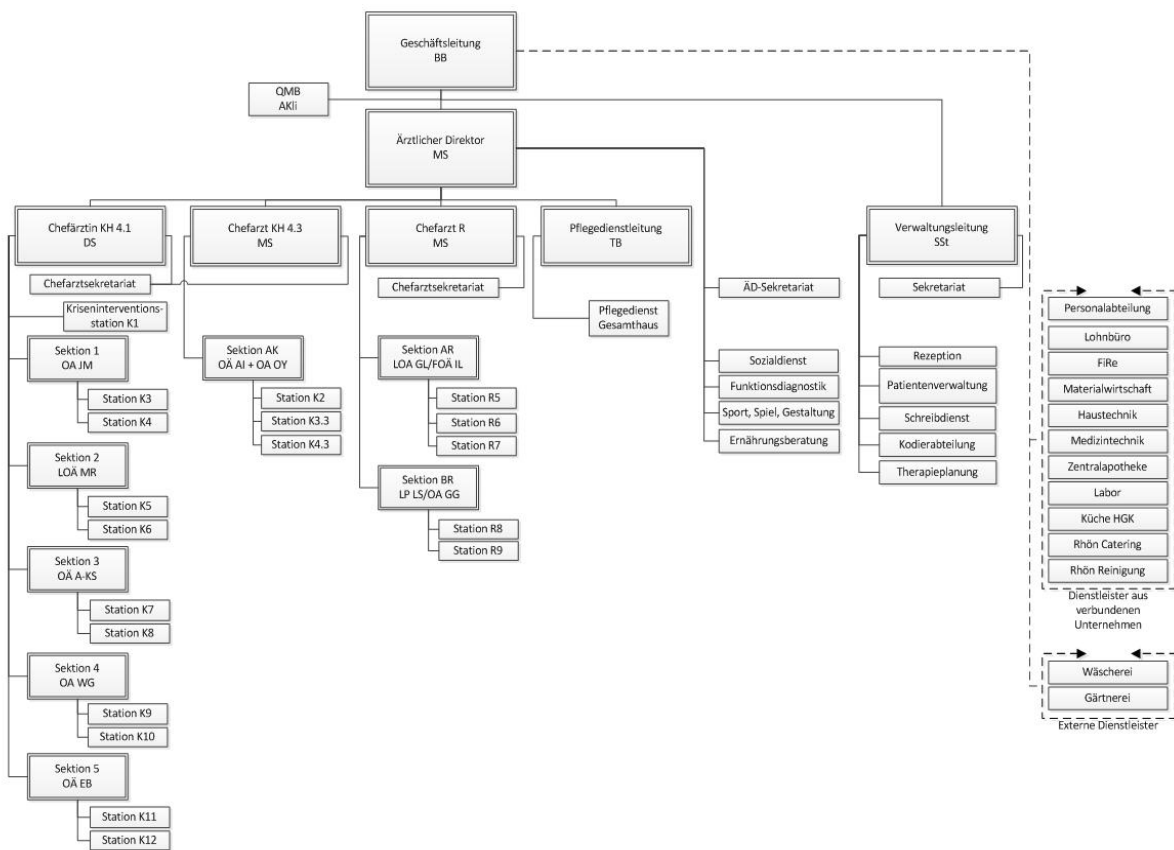 Geschäftsleitung
BB
QMB
AKli
Ärztlicher Direktor
MS
Chefärztin KH 4.1
DS
Chefarzt KH 4.3
MS
Chefarzt R
MS
Pflegedienstleitung
TB
Verwaltungsleitung
SSt
Chefarztsekretariat
Chefarztsekretariat
ÄD-Sekretariat
Sekretariat
Kriseninterventions-
station K1
Pflegedienst
Gesamthaus
Sektion 1
OA JM
Station K3
Station K4
Sektion 2
LOÄ MR
Station K5
Station K6
Sektion 3
OÄ A-KS
Station K7
Station K8
Sektion 4
OA WG
Station K9
Station K10
Sektion 5
OÄ EB
Station K11
Station K12
Sektion AK
OÄ AI + OA OY
Station K2
Station K3.3
Station K4.3
Sektion AR
LOA GL/FOÄ IL
Station R5
Station R6
Station R7
Sektion BR
LP LS/OA GG
Station R8
Station R9
Sozialdienst
Funktionsdiagnostik
Sport, Spiel, Gestaltung
Ernährungsberatung
Rezeption
Patientenverwaltung
Schreibdienst
Kodierabteilung
Therapieplanung
Personalabteilung
Lohnbüro
FiRe
Materialwirtschaft
Haustechnik
Medizintechnik
Zentralapotheke
Labor
Küche HGK
Rhön Catering
Rhön Reinigung
Dienstleister aus
verbundenen
Unternehmen
Wäscherei
Gärtnerei
Externe Dienstleister